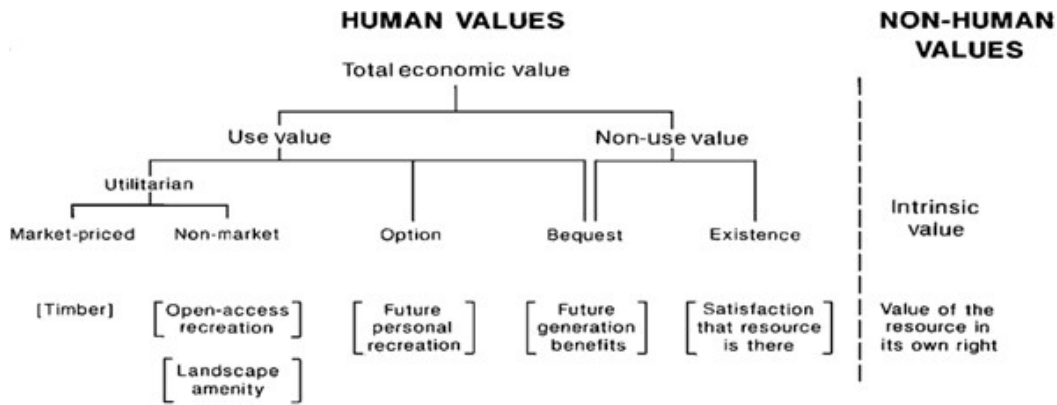 HUMAN VALUES
NON-HUMAN
VALUES
Total economic value
Use value
Non-use value
Utilitarian
Market-priced
Non-market
Option
Bequest
Existence
Intrinsic
value
[Timber]
[Open-access
recreation]
[Landscape
amenity]
[Future
personal
recreation]
[Future
generation
benefits]
[Satisfaction
that resource
is there]
Value of the
resource in
its own right